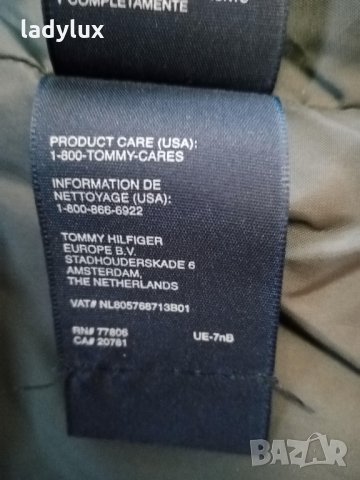 ladylux
Y COMPLETAMENTE
PRODUCT CARE (USA):
1-800-TOMMY-CARES
INFORMATION DE
NETTOYAGE (USA):
1-800-866-6922
TOMMY HILFIGER
EUROPE B.V.
STADHOUDERSKADE 6
AMSTERDAM,
THE NETHERLANDS
VAT# NL805768713B01
RN# 77806 UE-7nB
CA# 20781
BAZAR